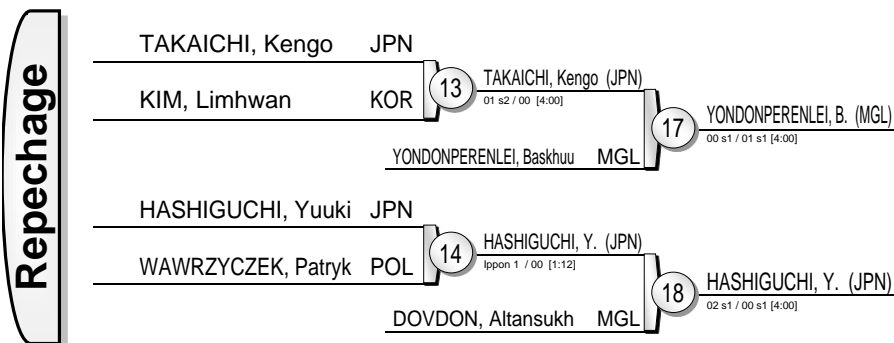 Repechage
TAKAICHI, Kengo JPN
KIM, Limhwan KOR
13
TAKAICHI, Kengo (JPN)
01 s2 / 00 [4:00]
YONDONPERENLEI, Baskhuu MGL
17
YONDONPERENLEI, B. (MGL)
00 s1 / 01 s1 [4:00]
HASHIGUCHI, Yuuki JPN
WAWRZYCZEK, Patryk POL
14
HASHIGUCHI, Y. (JPN)
Ippon 1 / 00 [1:12]
DOVDON, Altansukh MGL
18
HASHIGUCHI, Y. (JPN)
02 s1 / 00 s1 [4:00]